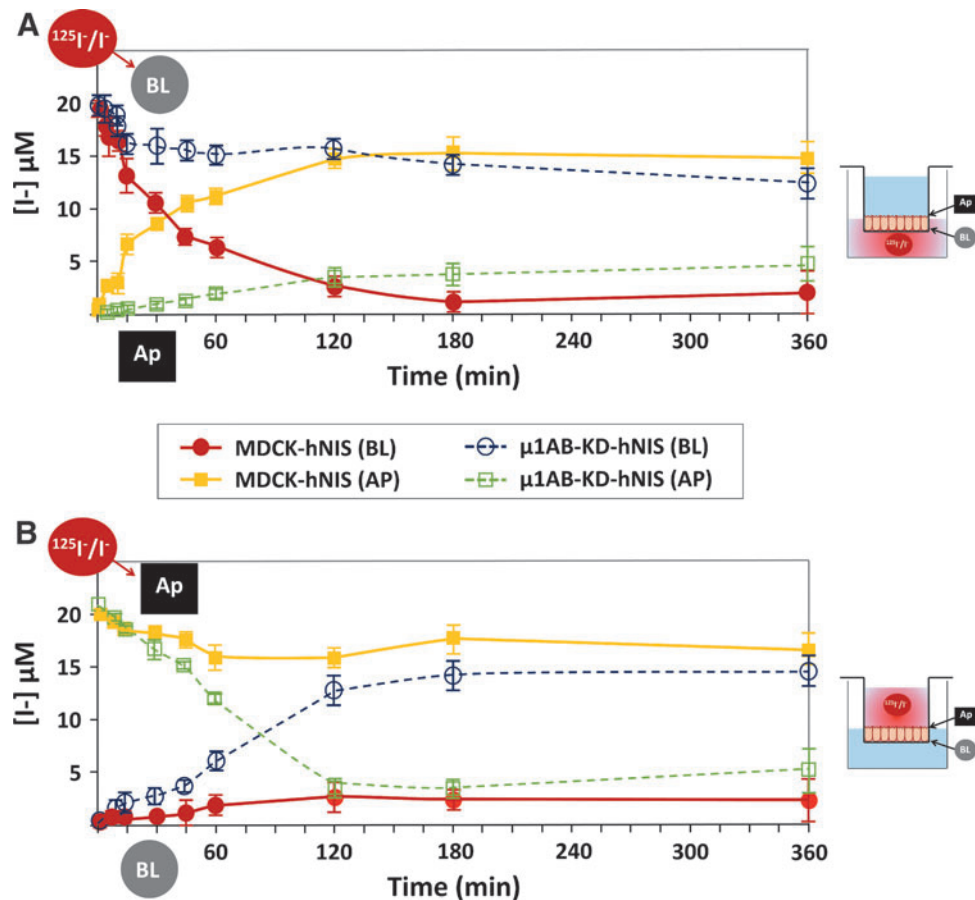 A
¹²⁵I⁻/I⁻
BL
[I-] μM
20
15
10
5
60
120
180
240
300
360
Ap
Time (min)
Ap
BL
¹²⁵I⁻/I⁻
MDCK-hNIS (BL)
μ1AB-KD-hNIS (BL)
MDCK-hNIS (AP)
μ1AB-KD-hNIS (AP)
B
¹²⁵I⁻/I⁻
Ap
[I-] μM
20
15
10
5
60
120
180
240
300
360
BL
Time (min)
¹²⁵I⁻/I⁻
Ap
BL